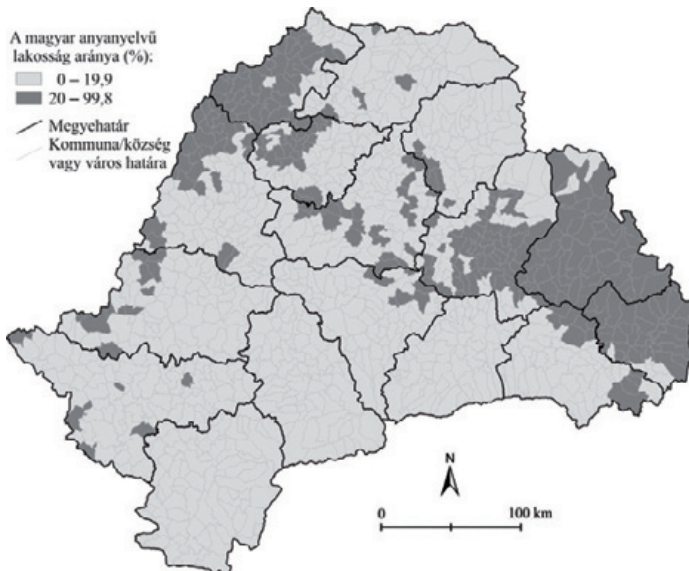 A magyar anyanyelvű
lakosság aránya (%):
0 – 19,9
20 – 99,8
Megyehatár
Kommuna/község
vagy város határa
N
0 100 km